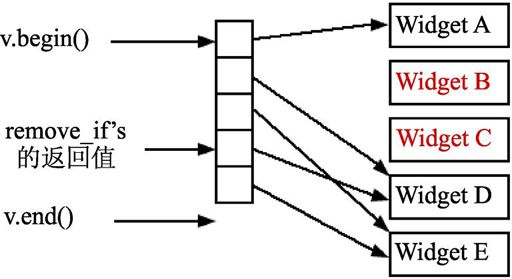 v.begin()
remove_if's
的返回值
v.end()
Widget A
Widget B
Widget C
Widget D
Widget E